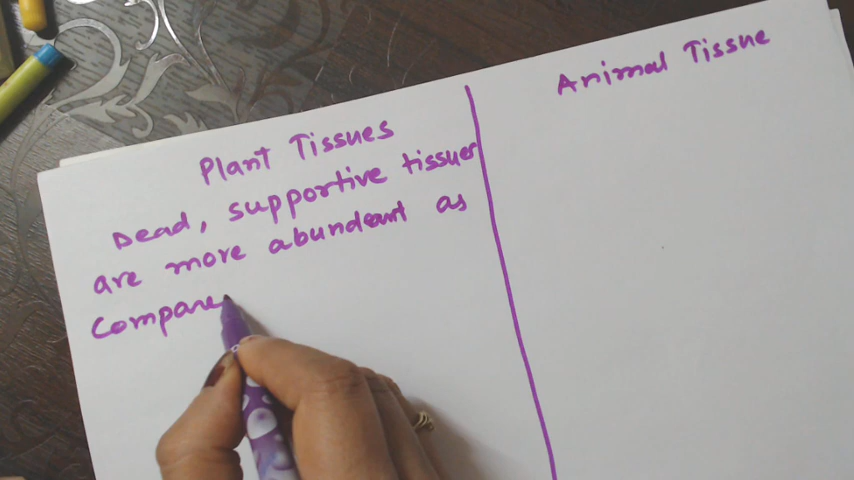 Plant Tissues
Dead, supportive tissues
are more abundant as
Compare
Animal Tissue